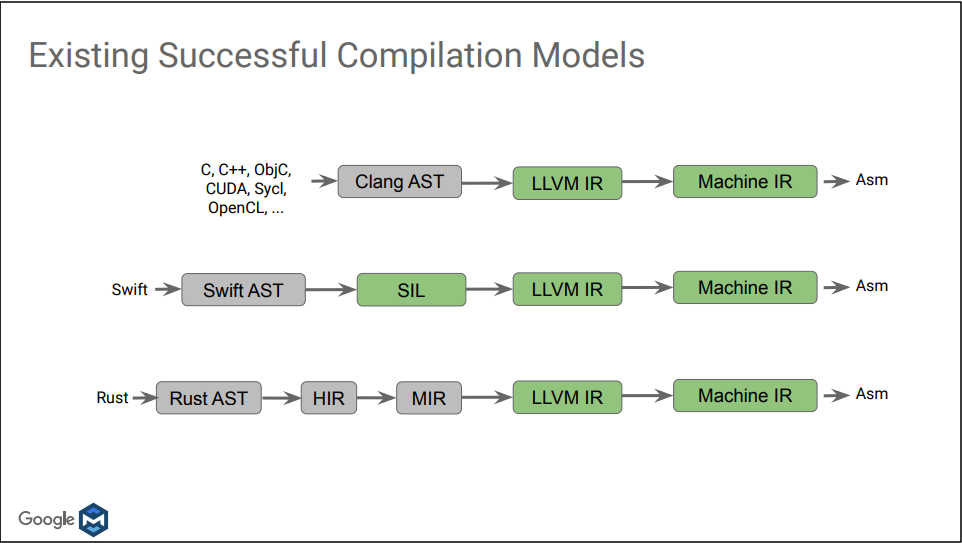 Existing Successful Compilation Models
C, C++, ObjC,
CUDA, Sycl,
OpenCL, ...
Clang AST
LLVM IR
Machine IR
Asm
Swift
Swift AST
SIL
LLVM IR
Machine IR
Asm
Rust
Rust AST
HIR
MIR
LLVM IR
Machine IR
Asm
Google